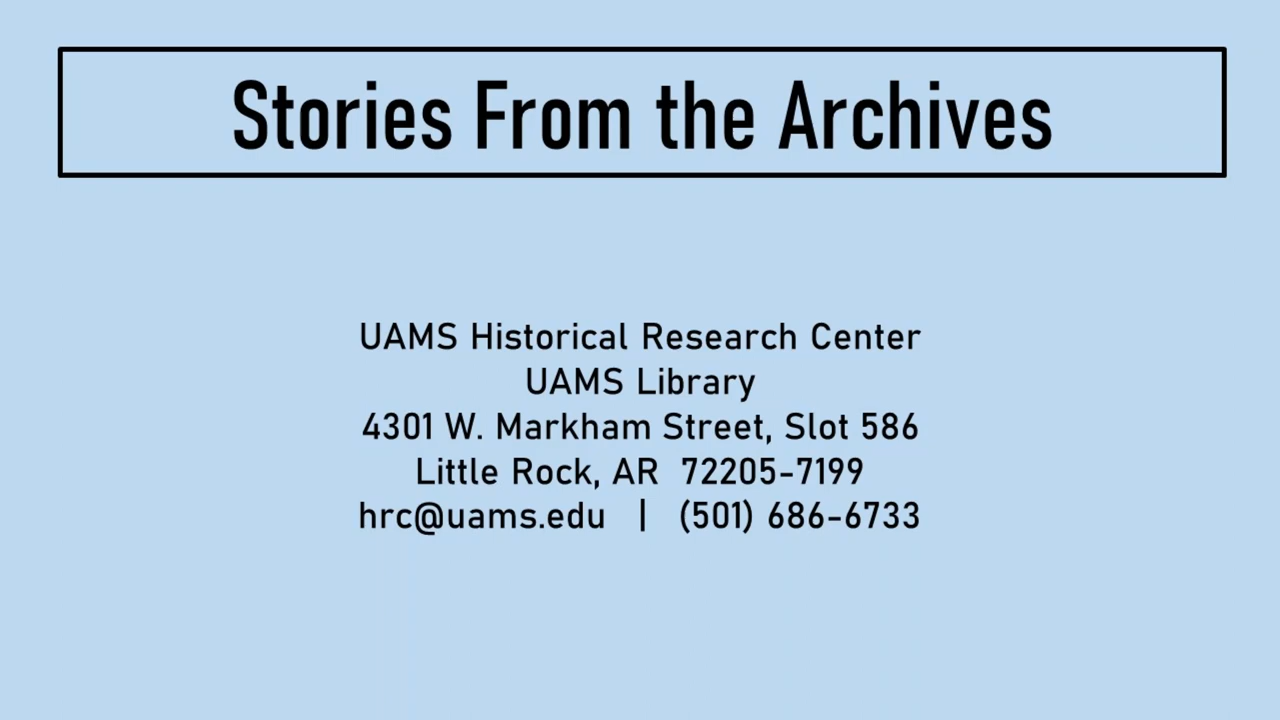 Stories From the Archives
UAMS Historical Research Center
UAMS Library
4301 W. Markham Street, Slot 586
Little Rock, AR  72205-7199
hrc@uams.edu  |  (501) 686-6733